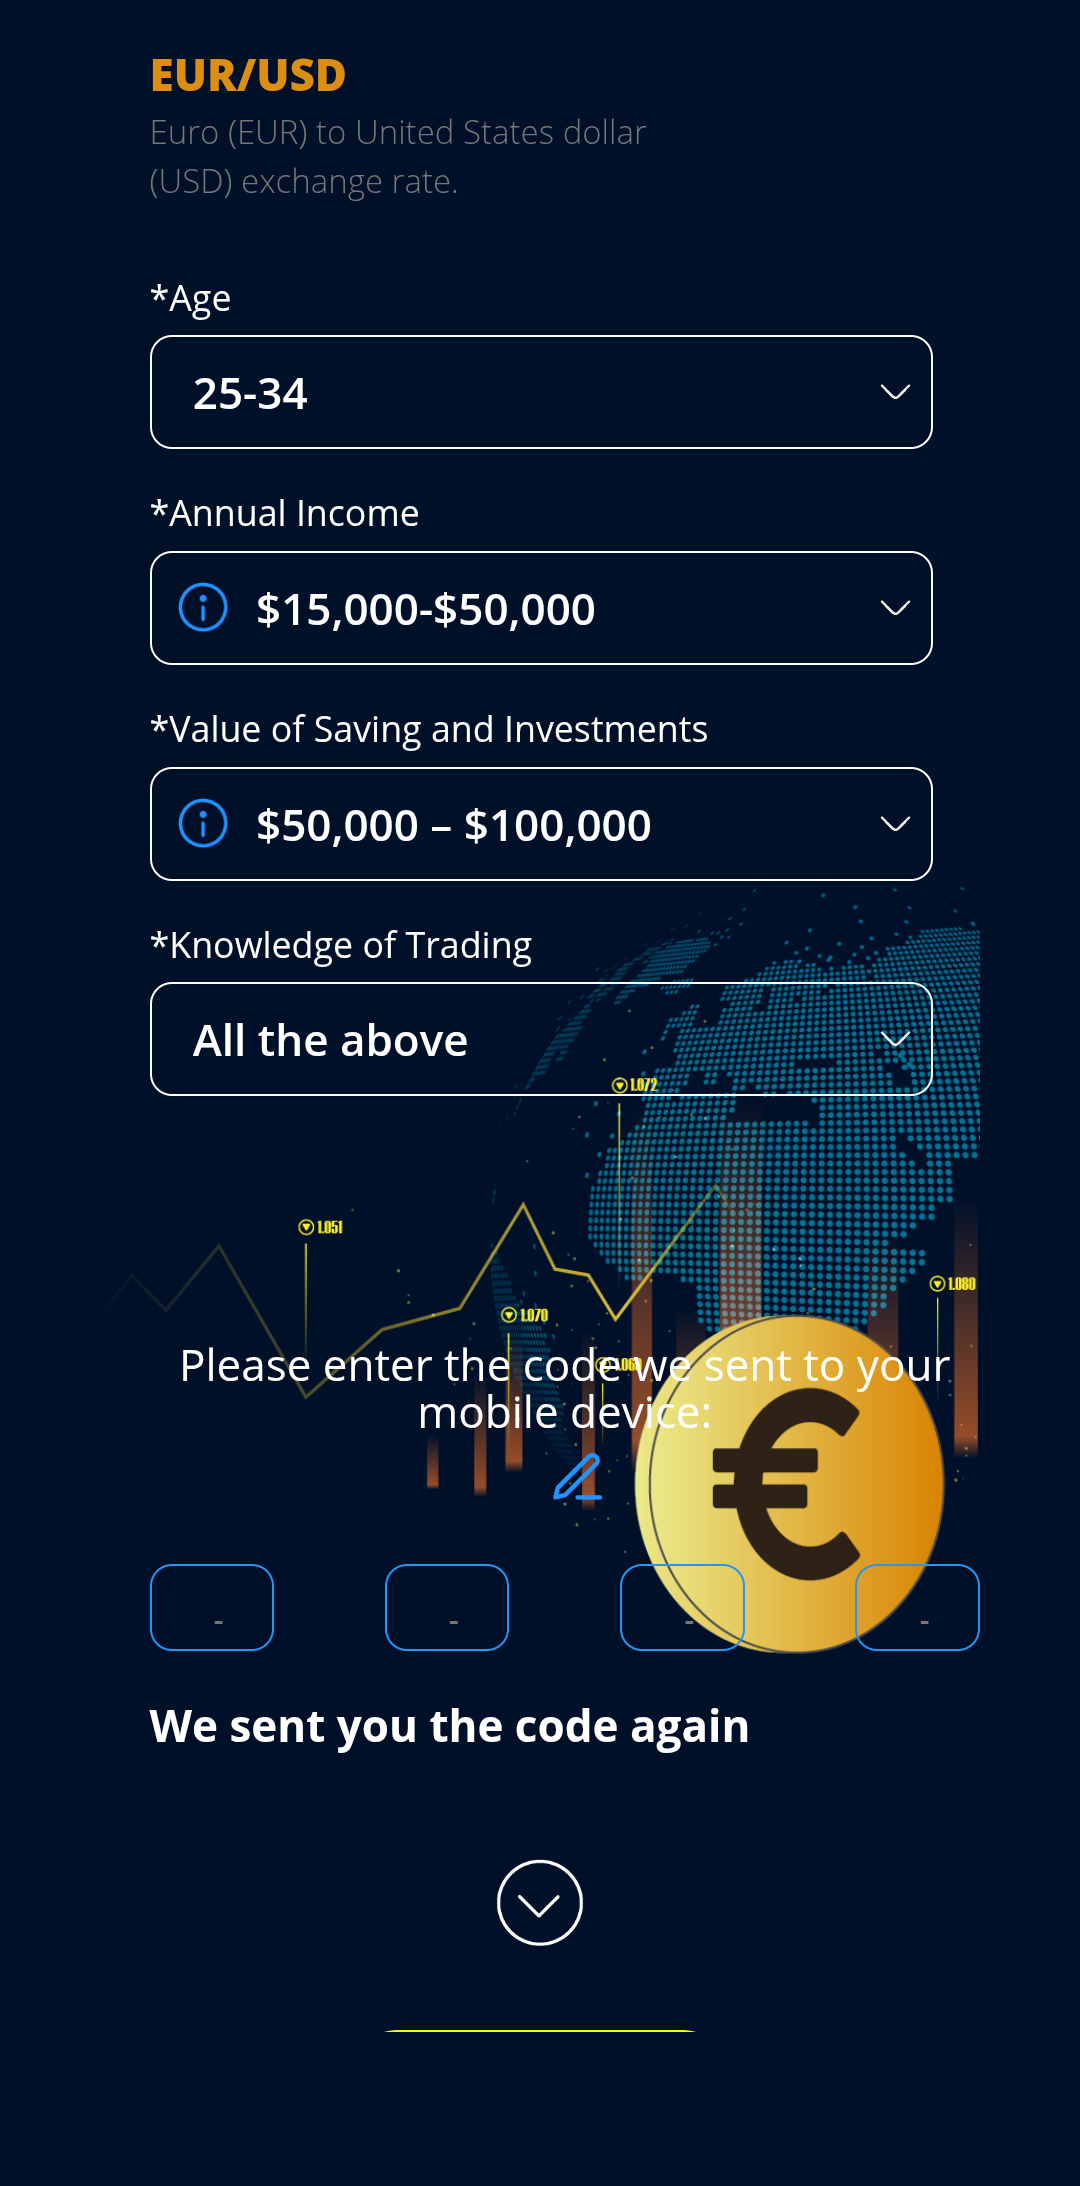 EUR/USD
Euro (EUR) to United States dollar
(USD) exchange rate.
*Age
25-34
*Annual Income
$15,000-$50,000
*Value of Saving and Investments
$50,000 – $100,000
*Knowledge of Trading
All the above
1.072
1.051
1.080
1.070
Please enter the code we sent to your
mobile device:
€
- - - -
We sent you the code again